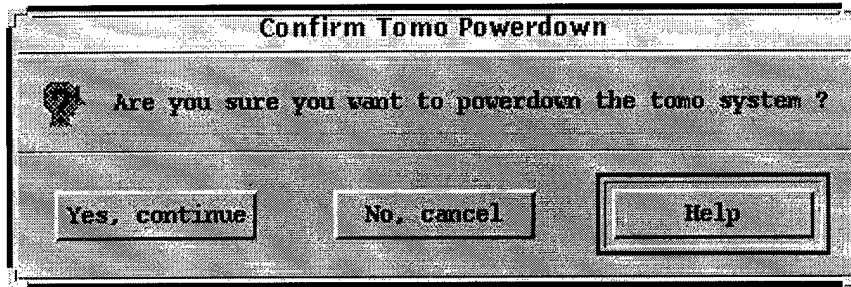 Confirm Tomo Powerdown
Are you sure you want to powerdown the tomo system ?
Yes, continue No, cancel Help